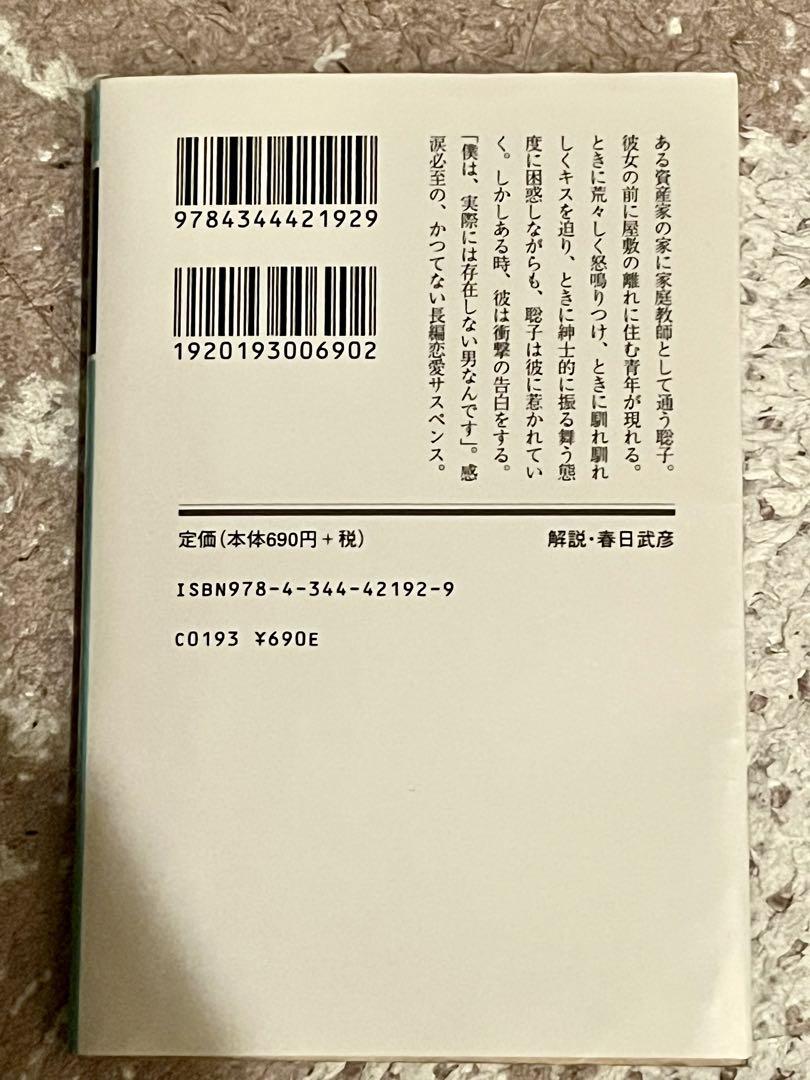 ある資産家の家に家庭教師として通う聡子。
彼女の前に屋敷の離れに住む青年が現れる。
ときに荒々しく怒鳴りつけ、ときに馴れ馴れ
しくキスを迫り、ときに紳士的に振る舞う態
度に困惑しながらも、聡子は彼に惹かれてい
く。しかしある時、彼は衝撃の告白をする。
「僕は、実際には存在しない男なんです」。感
涙必至の、かつてない長編恋愛サスペンス。
9784344421929
1920193006902
定価(本体690円+税)
解説・春日武彦
ISBN978-4-344-42192-9
C0193 ¥690E